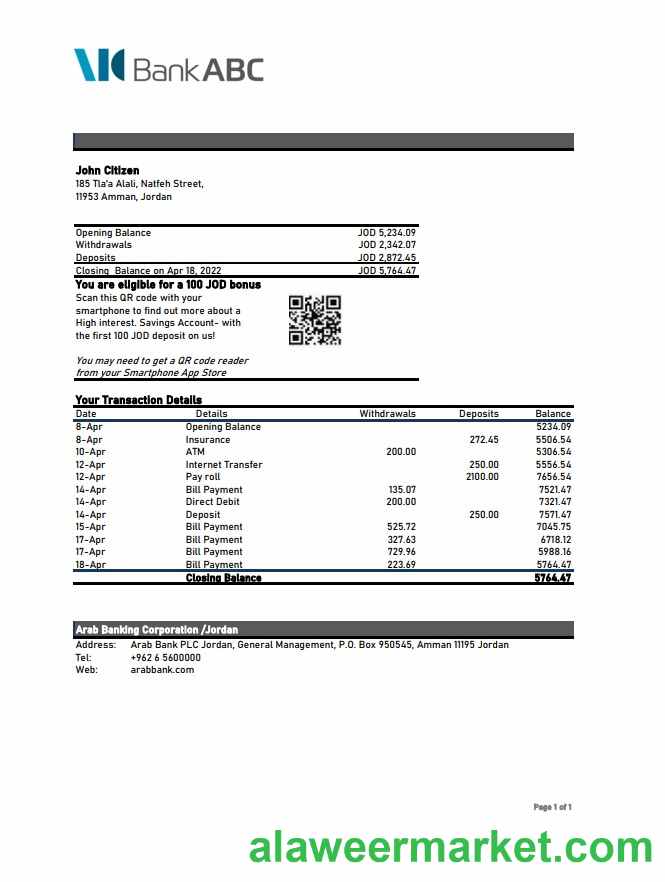 BankABC
John Citizen
185 Tla'a Alali, Natfeh Street,
11953 Amman, Jordan
Opening Balance JOD 5,234.09
Withdrawals JOD 2,342.07
Deposits JOD 2,872.45
Closing Balance on Apr 18, 2022 JOD 5,764.47
You are eligible for a 100 JOD bonus
Scan this QR code with your
smartphone to find out more about a
High interest. Savings Account- with
the first 100 JOD deposit on us!
You may need to get a QR code reader
from your Smartphone App Store
Your Transaction Details
Date Details Withdrawals Deposits Balance
8-Apr Opening Balance 5234.09
8-Apr Insurance 272.45 5506.54
10-Apr ATM 200.00 5306.54
12-Apr Internet Transfer 250.00 5556.54
12-Apr Pay roll 2100.00 7656.54
14-Apr Bill Payment 135.07 7521.47
14-Apr Direct Debit 200.00 7321.47
14-Apr Deposit 250.00 7571.47
15-Apr Bill Payment 525.72 7045.75
17-Apr Bill Payment 327.63 6718.12
17-Apr Bill Payment 729.96 5988.16
18-Apr Bill Payment 223.69 5764.47
Closing Balance 5764.47
Arab Banking Corporation /Jordan
Address: Arab Bank PLC Jordan, General Management, P.O. Box 950545, Amman 11195 Jordan
Tel: +962 6 5600000
Web: arabbank.com
Page 1 of 1
alaweermarket.com